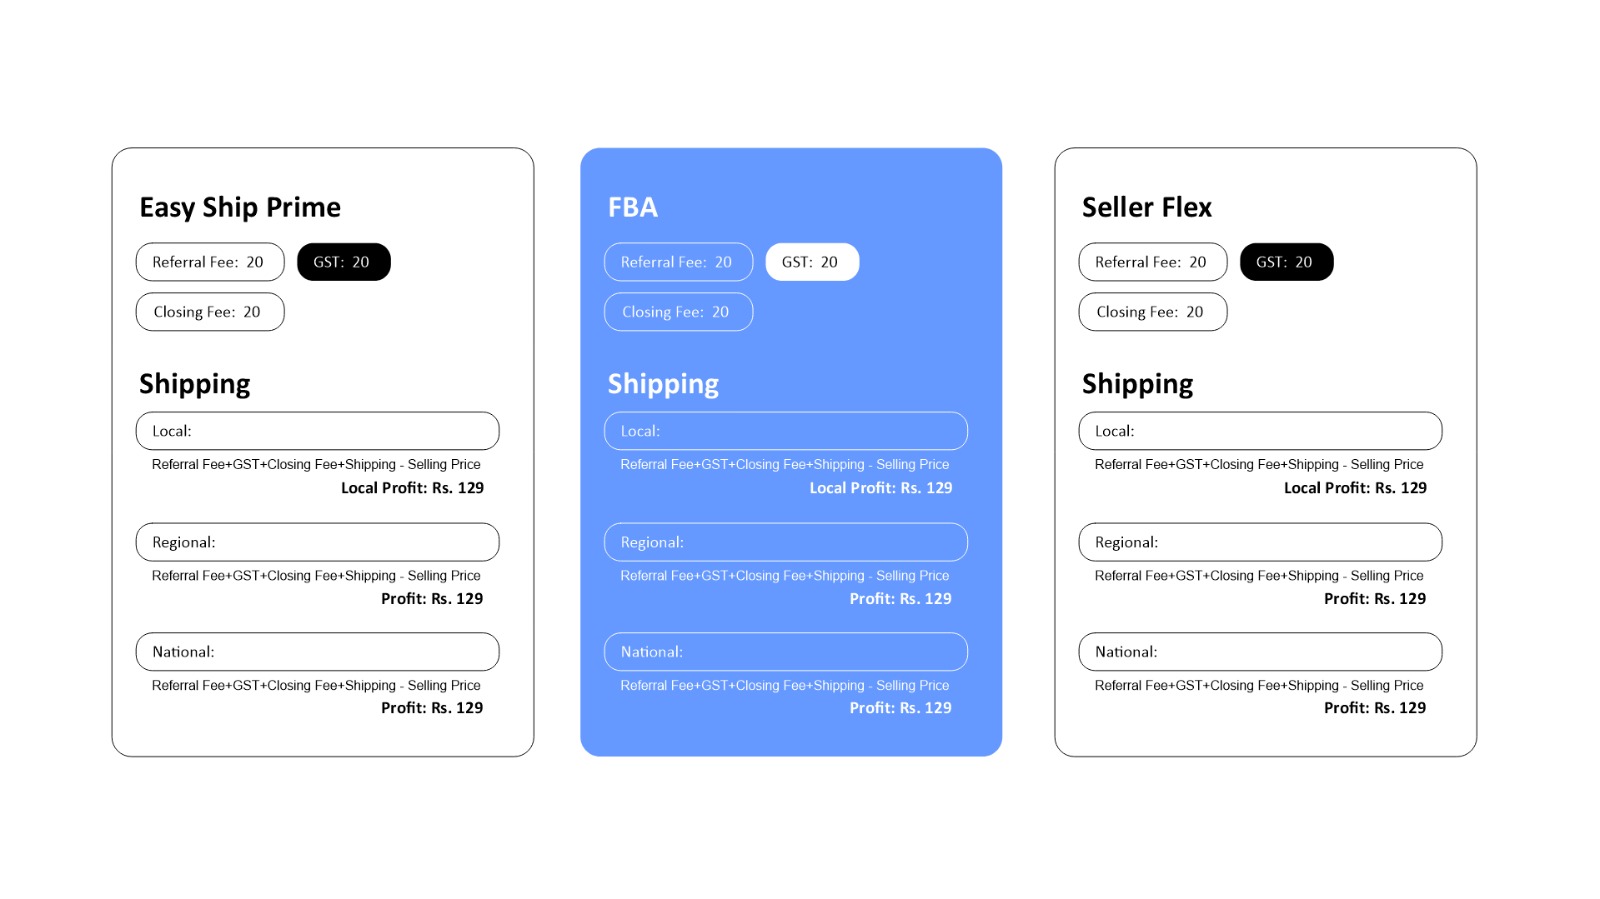 Easy Ship Prime
Referral Fee: 20
GST: 20
Closing Fee: 20
Shipping
Local:
Referral Fee+GST+Closing Fee+Shipping - Selling Price
Local Profit: Rs. 129
Regional:
Referral Fee+GST+Closing Fee+Shipping - Selling Price
Profit: Rs. 129
National:
Referral Fee+GST+Closing Fee+Shipping - Selling Price
Profit: Rs. 129
FBA
Referral Fee: 20
GST: 20
Closing Fee: 20
Shipping
Local:
Referral Fee+GST+Closing Fee+Shipping - Selling Price
Local Profit: Rs. 129
Regional:
Referral Fee+GST+Closing Fee+Shipping - Selling Price
Profit: Rs. 129
National:
Referral Fee+GST+Closing Fee+Shipping - Selling Price
Profit: Rs. 129
Seller Flex
Referral Fee: 20
GST: 20
Closing Fee: 20
Shipping
Local:
Referral Fee+GST+Closing Fee+Shipping - Selling Price
Local Profit: Rs. 129
Regional:
Referral Fee+GST+Closing Fee+Shipping - Selling Price
Profit: Rs. 129
National:
Referral Fee+GST+Closing Fee+Shipping - Selling Price
Profit: Rs. 129